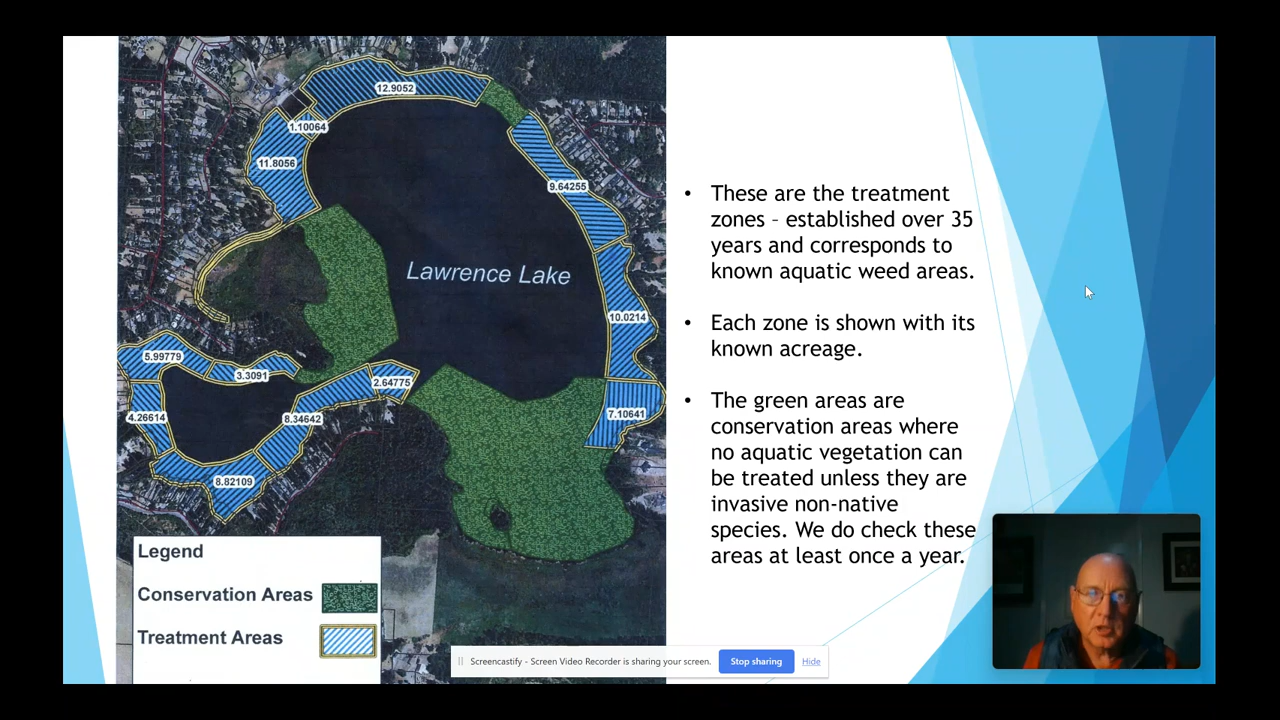 12.9052
1.10064
11.8056
9.64255
Lawrence Lake
10.0214
5.99779
3.3091
2.64775
4.26614
8.34642
7.10641
8.82109
Legend
Conservation Areas
Treatment Areas
• These are the treatment
zones – established over 35
years and corresponds to
known aquatic weed areas.
• Each zone is shown with its
known acreage.
• The green areas are
conservation areas where
no aquatic vegetation can
be treated unless they are
invasive non-native
species. We do check these
areas at least once a year.
Screencastify - Screen Video Recorder is sharing your screen. Stop sharing Hide